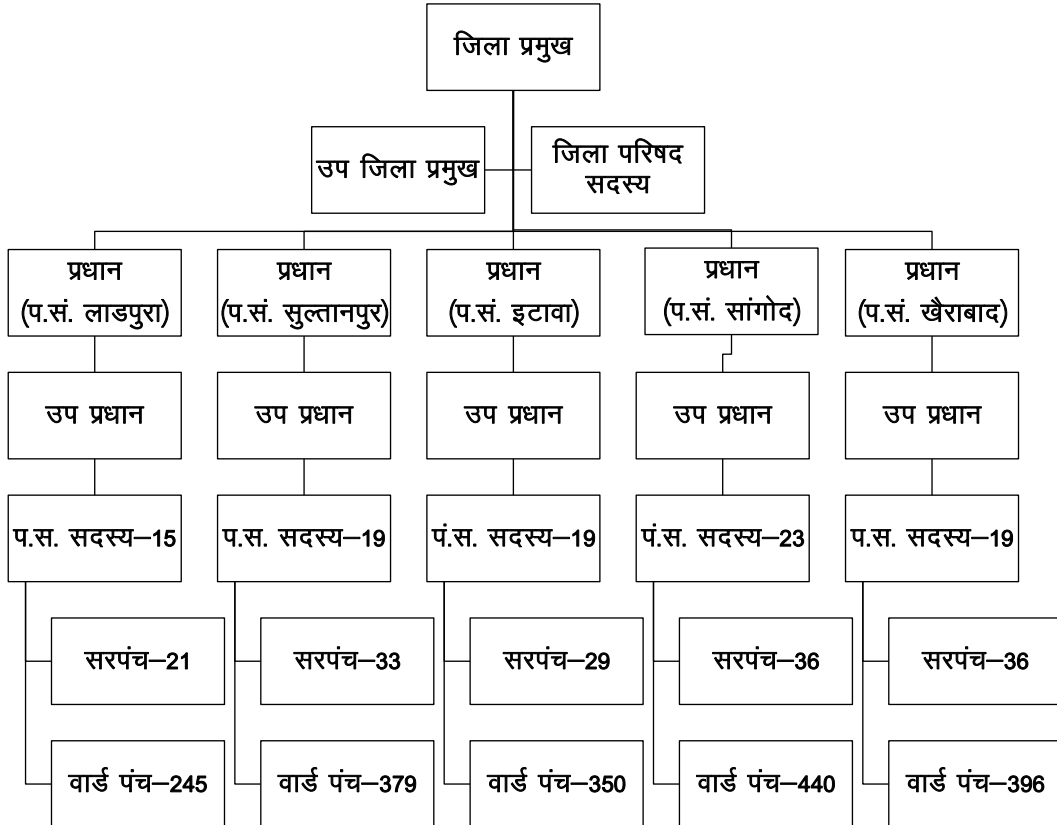 जिला प्रमुख
उप जिला प्रमुख
जिला परिषद
सदस्य
प्रधान
(प.सं. लाडपुरा)
प्रधान
(प.सं. सुल्तानपुर)
प्रधान
(प.सं. इटावा)
प्रधान
(प.सं. सांगोद)
प्रधान
(प.सं. खैराबाद)
उप प्रधान
उप प्रधान
उप प्रधान
उप प्रधान
उप प्रधान
प.स. सदस्य–15
प.स. सदस्य–19
पं.स. सदस्य–19
पं.स. सदस्य–23
प.स. सदस्य–19
सरपंच–21
सरपंच–33
सरपंच–29
सरपंच–36
सरपंच–36
वार्ड पंच–245
वार्ड पंच–379
वार्ड पंच–350
वार्ड पंच–440
वार्ड पंच–396